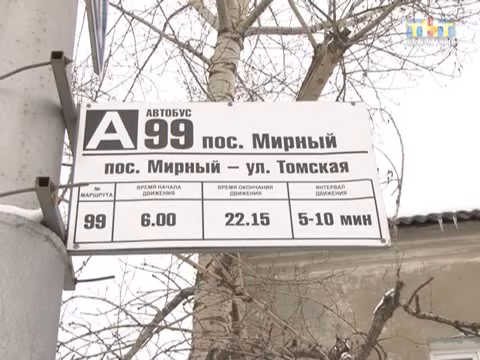 ТНТ
АВТОБУС
А 99 пос. Мирный
пос. Мирный – ул. Томская
№ МАРШРУТА
ВРЕМЯ НАЧАЛА ДВИЖЕНИЯ
ВРЕМЯ ОКОНЧАНИЯ ДВИЖЕНИЯ
ИНТЕРВАЛ ДВИЖЕНИЯ
99 6.00 22.15 5-10 мин